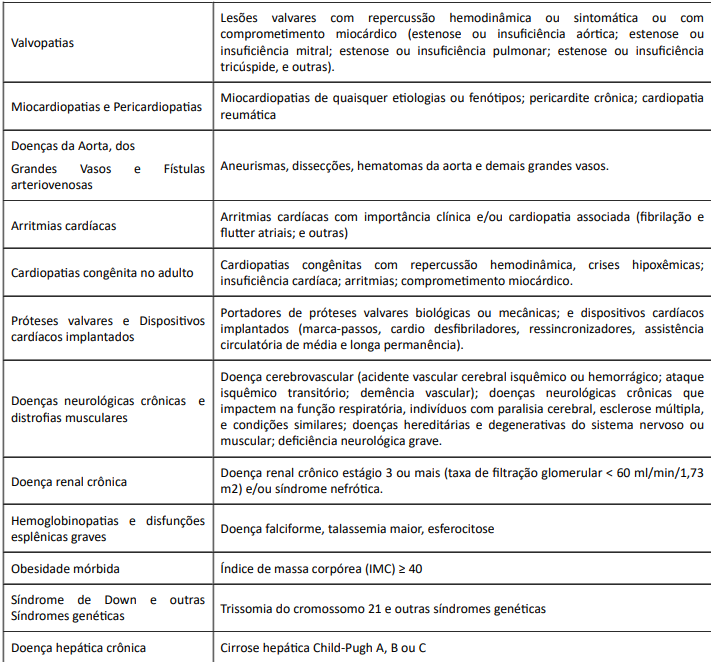 Valvopatias
Lesões valvares com repercussão hemodinâmica ou sintomática ou com
comprometimento miocárdico (estenose ou insuficiência aórtica; estenose ou
insuficiência mitral; estenose ou insuficiência pulmonar; estenose ou insuficiência
tricúspide, e outras).
Miocardiopatias e Pericardiopatias
Miocardiopatias de quaisquer etiologias ou fenótipos; pericardite crônica; cardiopatia
reumática
Doenças da Aorta, dos
Grandes Vasos e Fístulas
arteriovenosas
Aneurismas, dissecções, hematomas da aorta e demais grandes vasos.
Arritmias cardíacas
Arritmias cardíacas com importância clínica e/ou cardiopatia associada (fibrilação e
flutter atriais; e outras)
Cardiopatias congênita no adulto
Cardiopatias congênitas com repercussão hemodinâmica, crises hipoxêmicas;
insuficiência cardíaca; arritmias; comprometimento miocárdico.
Próteses valvares e Dispositivos
cardíacos implantados
Portadores de próteses valvares biológicas ou mecânicas; e dispositivos cardíacos
implantados (marca-passos, cardio desfibriladores, ressincronizadores, assistência
circulatória de média e longa permanência).
Doenças neurológicas crônicas e
distrofias musculares
Doença cerebrovascular (acidente vascular cerebral isquêmico ou hemorrágico; ataque
isquêmico transitório; demência vascular); doenças neurológicas crônicas que
impactem na função respiratória, indivíduos com paralisia cerebral, esclerose múltipla,
e condições similares; doenças hereditárias e degenerativas do sistema nervoso ou
muscular; deficiência neurológica grave.
Doença renal crônica
Doença renal crônico estágio 3 ou mais (taxa de filtração glomerular < 60 ml/min/1,73
m2) e/ou síndrome nefrótica.
Hemoglobinopatias e disfunções
esplênicas graves
Doença falciforme, talassemia maior, esferocitose
Obesidade mórbida
Índice de massa corpórea (IMC) ≥ 40
Síndrome de Down e outras
Síndromes genéticas
Trissomia do cromossomo 21 e outras síndromes genéticas
Doença hepática crônica
Cirrose hepática Child-Pugh A, B ou C